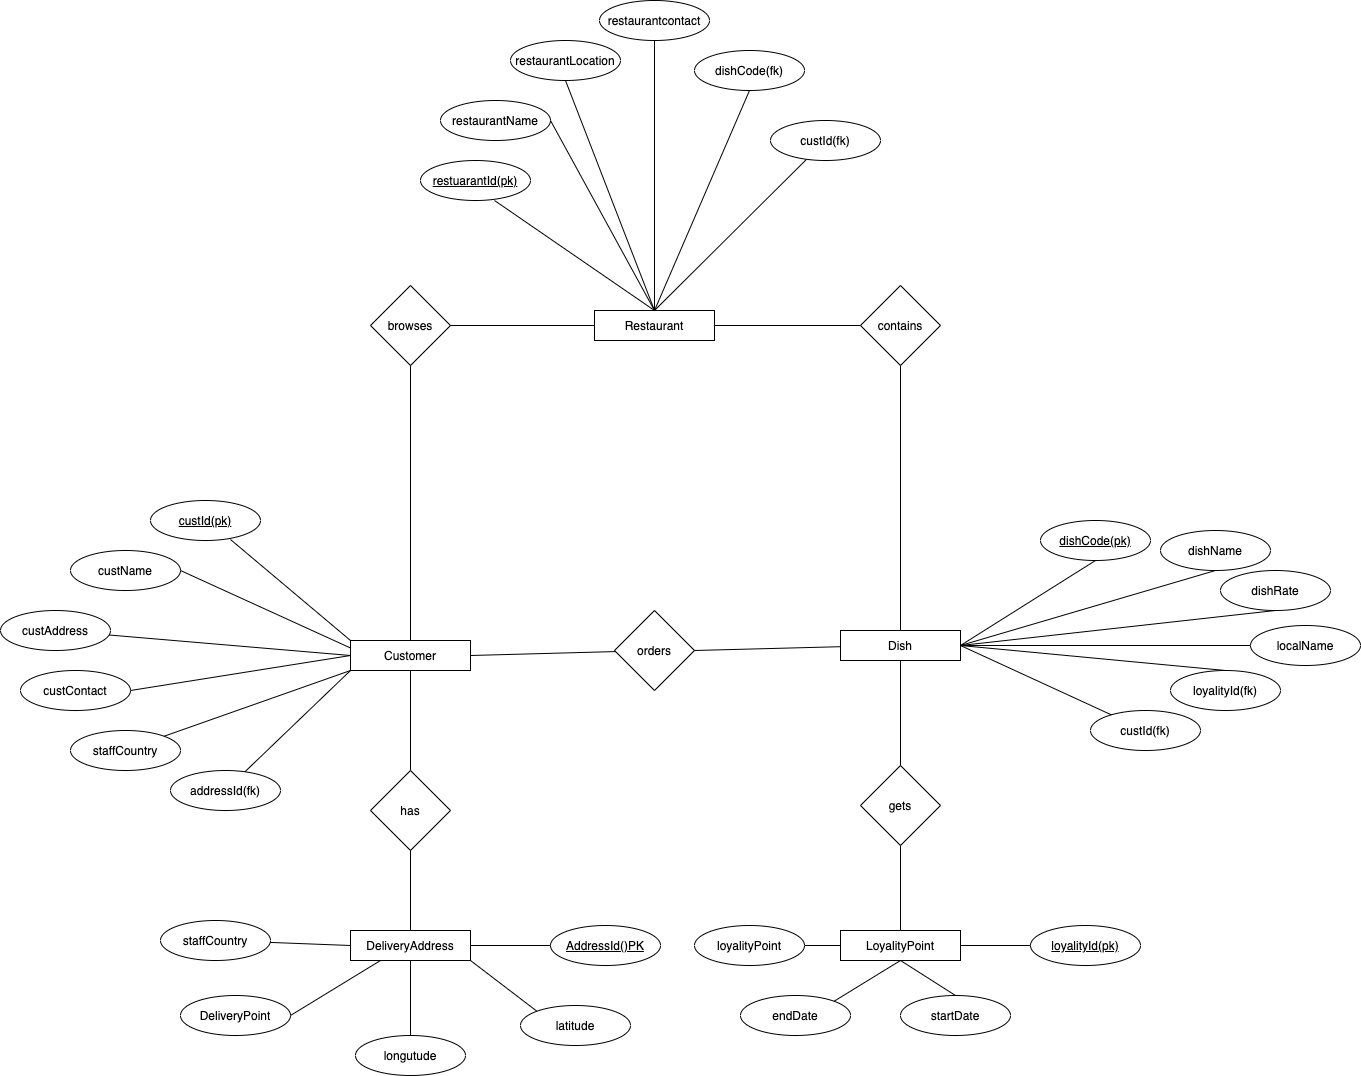 restaurantcontact
restaurantLocation
dishCode(fk)
restaurantName
custId(fk)
restuarantId(pk)
browses
Restaurant
contains
custId(pk)
custName
custAddress
custContact
staffCountry
addressId(fk)
Customer
orders
Dish
dishCode(pk)
dishName
dishRate
localName
loyalityId(fk)
custId(fk)
has
gets
staffCountry
DeliveryAddress
AddressId()PK
DeliveryPoint
latitude
longutude
loyalityPoint
LoyalityPoint
loyalityId(pk)
endDate
startDate